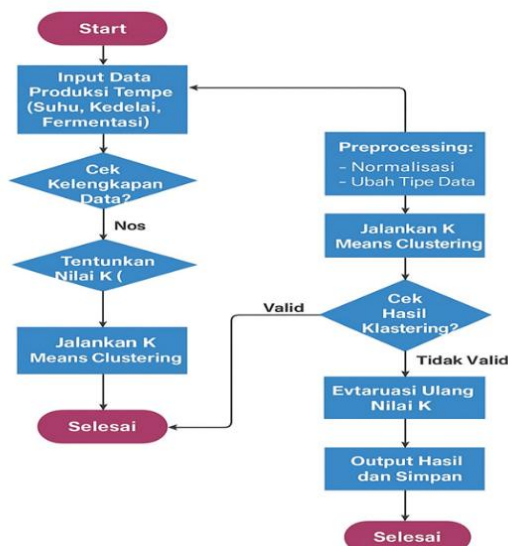 Start
Input Data
Produksi Tempe
(Suhu, Kedelai,
Fermentasi)
Cek
Kelengkapan
Data?
Nos
Tentunkan
Nilai K (
Jalankan K
Means Clustering
Selesai
Preprocessing:
- Normalisasi
- Ubah Tipe Data
Jalankan K
Means Clustering
Cek
Hasil
Klastering?
Valid
Tidak Valid
Evtaruasi Ulang
Nilai K
Output Hasil
dan Simpan
Selesai